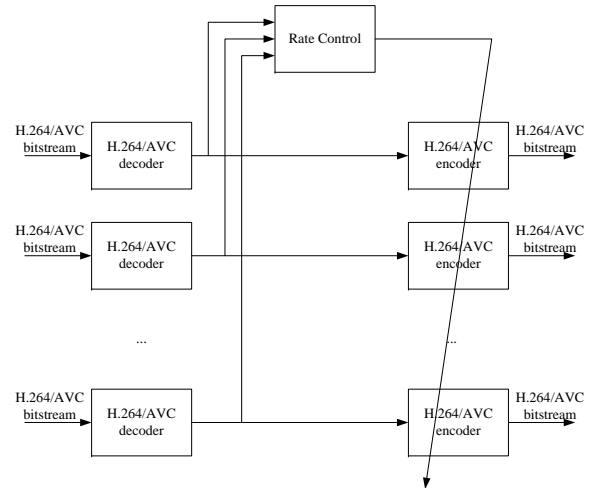 Rate Control
H.264/AVC
bitstream
H.264/AVC
decoder
H.264/AVC
encoder
H.264/AVC
bitstream
H.264/AVC
bitstream
H.264/AVC
decoder
H.264/AVC
encoder
H.264/AVC
bitstream
...
...
H.264/AVC
bitstream
H.264/AVC
decoder
H.264/AVC
encoder
H.264/AVC
bitstream